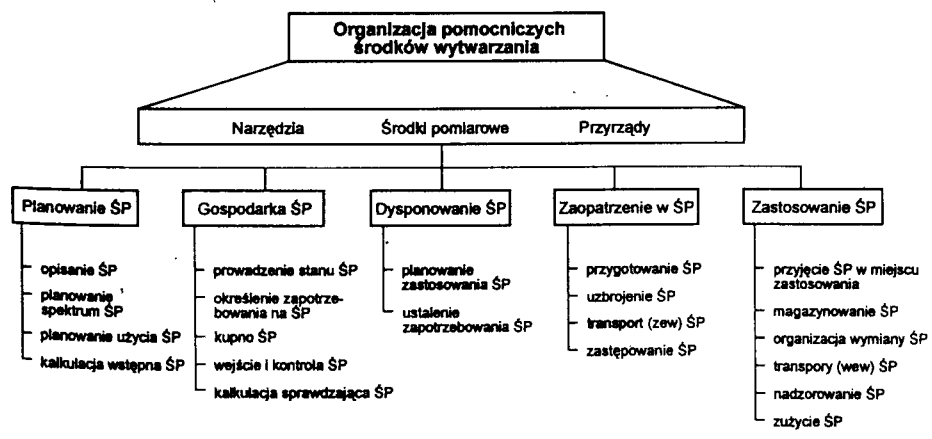 Organizacja pomocniczych
środków wytwarzania
Narzędzia Środki pomiarowe Przyrządy
Planowanie ŚP
opisanie ŚP
planowanie
spektrum ŚP
planowanie użycia ŚP
kalkulacja wstępna ŚP
Gospodarka ŚP
prowadzenie stanu ŚP
określenie zapotrze-
bowania na ŚP
kupno ŚP
wejście i kontrola ŚP
kalkulacja sprawdzająca ŚP
Dysponowanie ŚP
planowanie
zastosowania ŚP
ustalenie
zapotrzebowania ŚP
Zaopatrzenie w ŚP
przygotowanie ŚP
uzbrojenie ŚP
transport (zew) ŚP
zastępowanie ŚP
Zastosowanie ŚP
przyjęcie ŚP w miejscu
zastosowania
magazynowanie ŚP
organizacja wymiany ŚP
transpory (wew) ŚP
nadzorowanie ŚP
zużycie ŚP